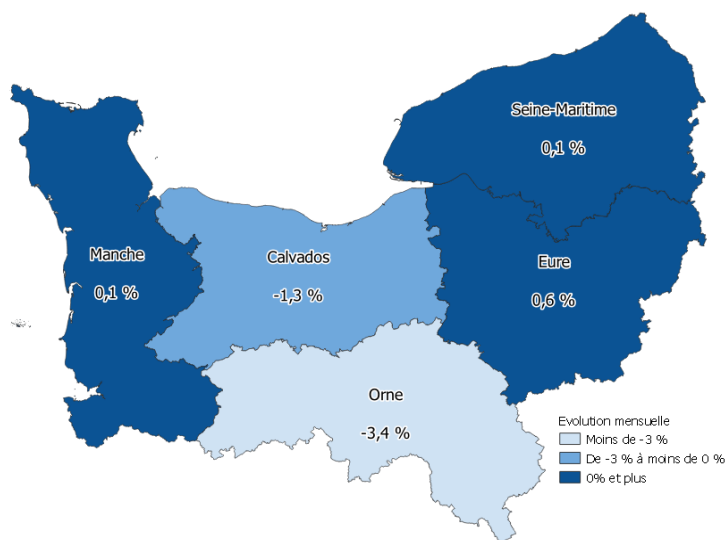 Seine-Maritime
0,1 %
Manche
0,1 %
Calvados
-1,3 %
Eure
0,6 %
Orne
-3,4 %
Evolution mensuelle
Moins de -3 %
De -3 % à moins de 0 %
0% et plus